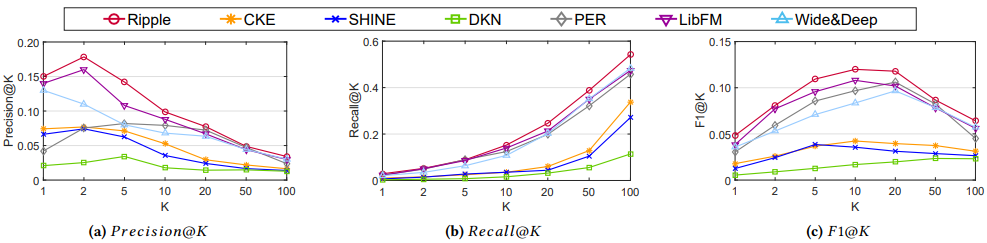 Ripple CKE SHINE DKN PER LibFM Wide&Deep
0.20
0.15
0.10
0.05
0
Precision@K
1 2 5 10 20 50 100
K
(a) Precision@K
0.6
0.4
0.2
0
Recall@K
1 2 5 10 20 50 100
K
(b) Recall@K
0.15
0.10
0.05
0
F1@K
1 2 5 10 20 50 100
K
(c) F1@K